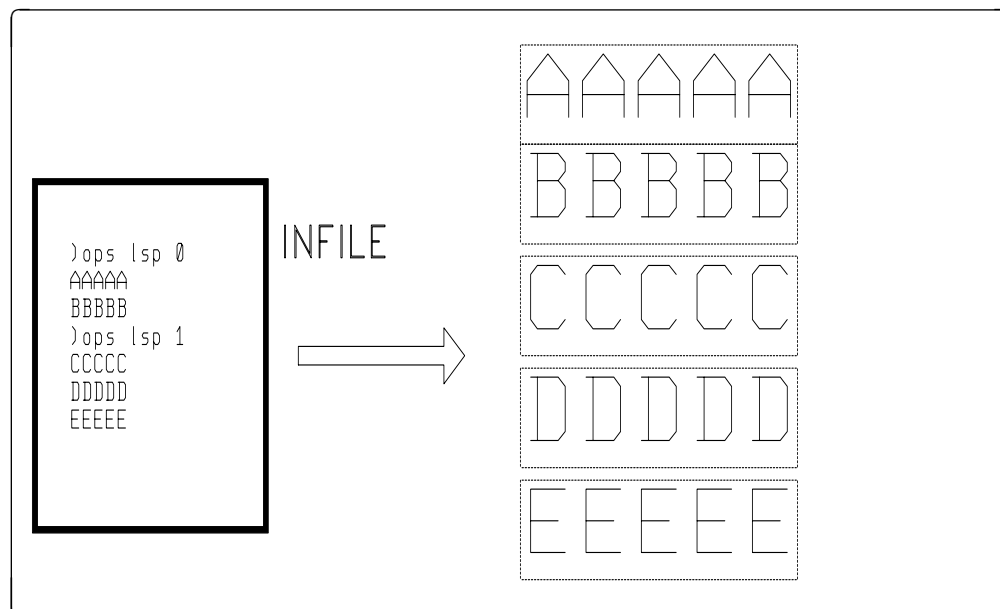 )ops lsp 0
AAAAA
BBBBB
)ops lsp 1
CCCCC
DDDDD
EEEEE
INFILE
AAAAA
BBBBB
CCCCC
DDDDD
EEEEE